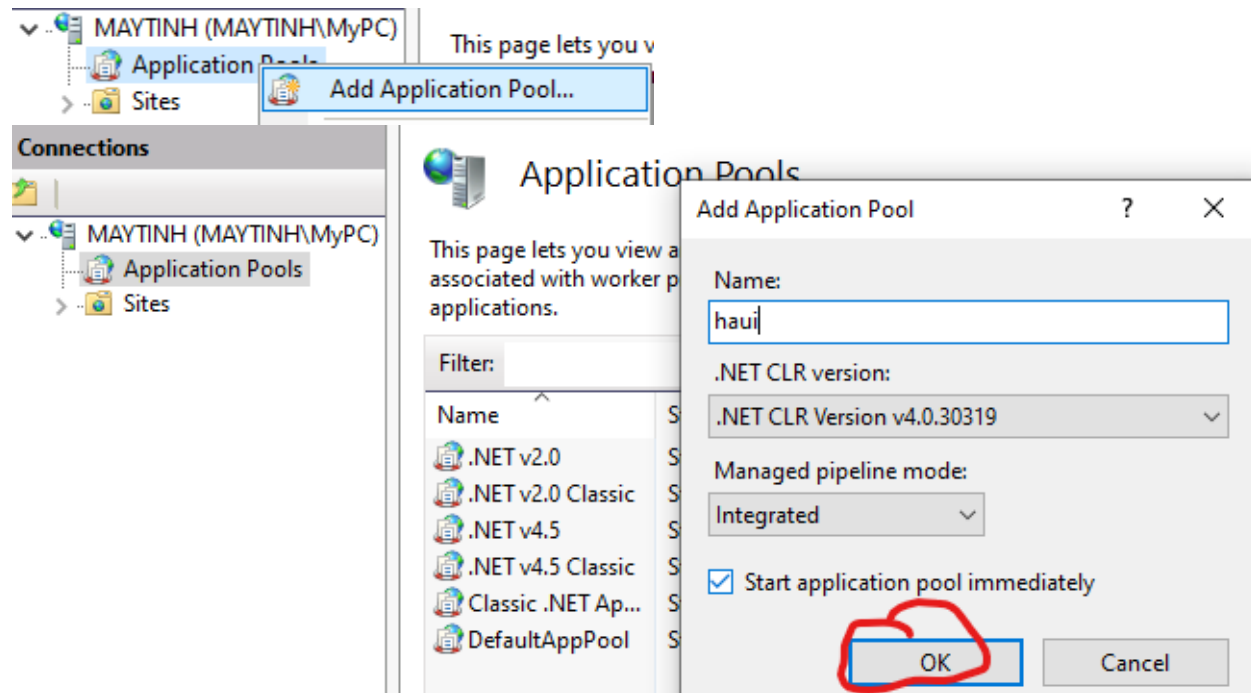 MAYTINH (MAYTINH\MyPC)
Application
Sites
Add Application Pool...
This page lets you v
Connections
MAYTINH (MAYTINH\MyPC)
Application Pools
Sites
Application Pools
This page lets you view a
associated with worker p
applications.
Filter:
Name S
.NET v2.0 S
.NET v2.0 Classic S
.NET v4.5 S
.NET v4.5 Classic S
Classic .NET Ap... S
DefaultAppPool S
Add Application Pool ?
Name:
haui
.NET CLR version:
.NET CLR Version v4.0.30319
Managed pipeline mode:
Integrated
Start application pool immediately
OK Cancel